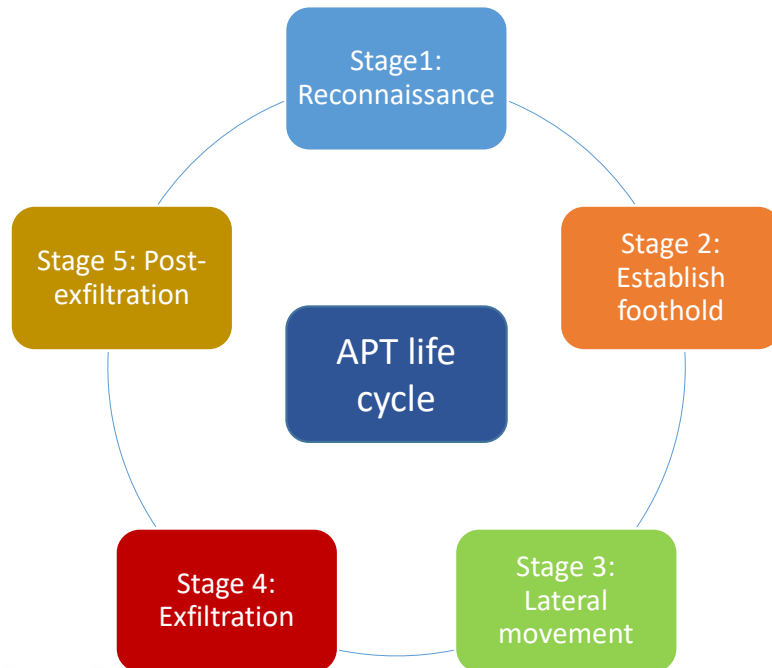 Stage1:
Reconnaissance
Stage 2:
Establish
foothold
Stage 3:
Lateral
movement
Stage 4:
Exfiltration
Stage 5: Post-
exfiltration
APT life
cycle